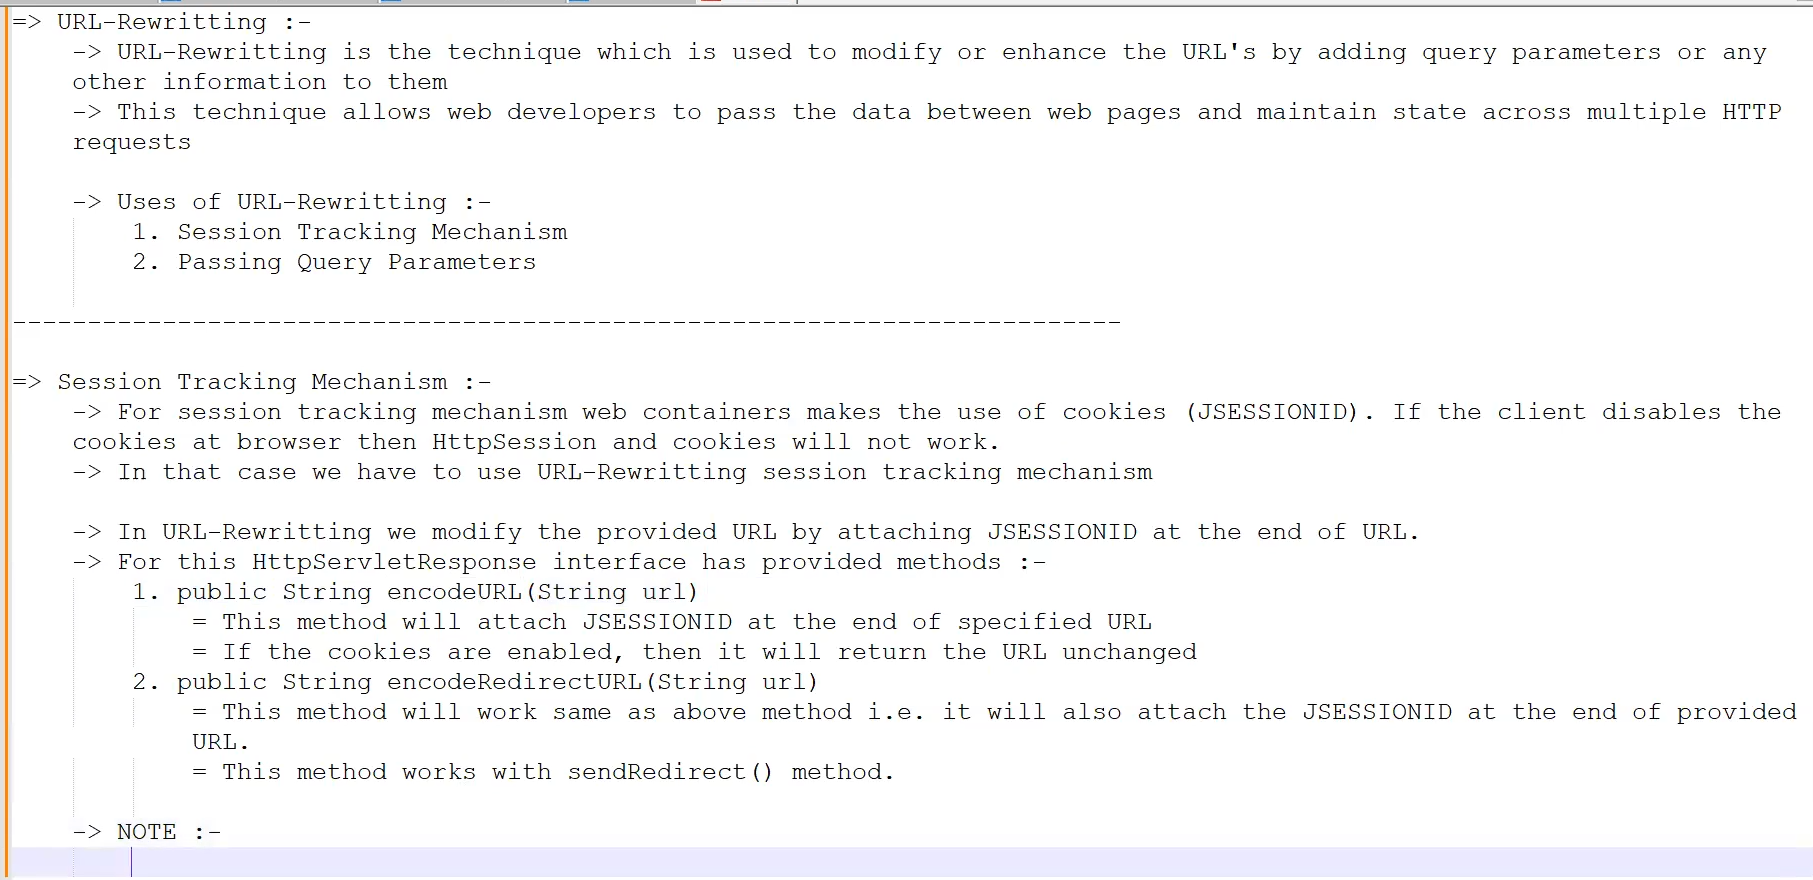 => URL-Rewritting :-
-> URL-Rewritting is the technique which is used to modify or enhance the URL's by adding query parameters or any
other information to them
-> This technique allows web developers to pass the data between web pages and maintain state across multiple HTTP
requests
-> Uses of URL-Rewritting :-
1. Session Tracking Mechanism
2. Passing Query Parameters
--------------------------------------------------------------------------
=> Session Tracking Mechanism :-
-> For session tracking mechanism web containers makes the use of cookies (JSESSIONID). If the client disables the
cookies at browser then HttpSession and cookies will not work.
-> In that case we have to use URL-Rewritting session tracking mechanism
-> In URL-Rewritting we modify the provided URL by attaching JSESSIONID at the end of URL.
-> For this HttpServletResponse interface has provided methods :-
1. public String encodeURL(String url)
= This method will attach JSESSIONID at the end of specified URL
= If the cookies are enabled, then it will return the URL unchanged
2. public String encodeRedirectURL(String url)
= This method will work same as above method i.e. it will also attach the JSESSIONID at the end of provided
URL.
= This method works with sendRedirect() method.
-> NOTE :-